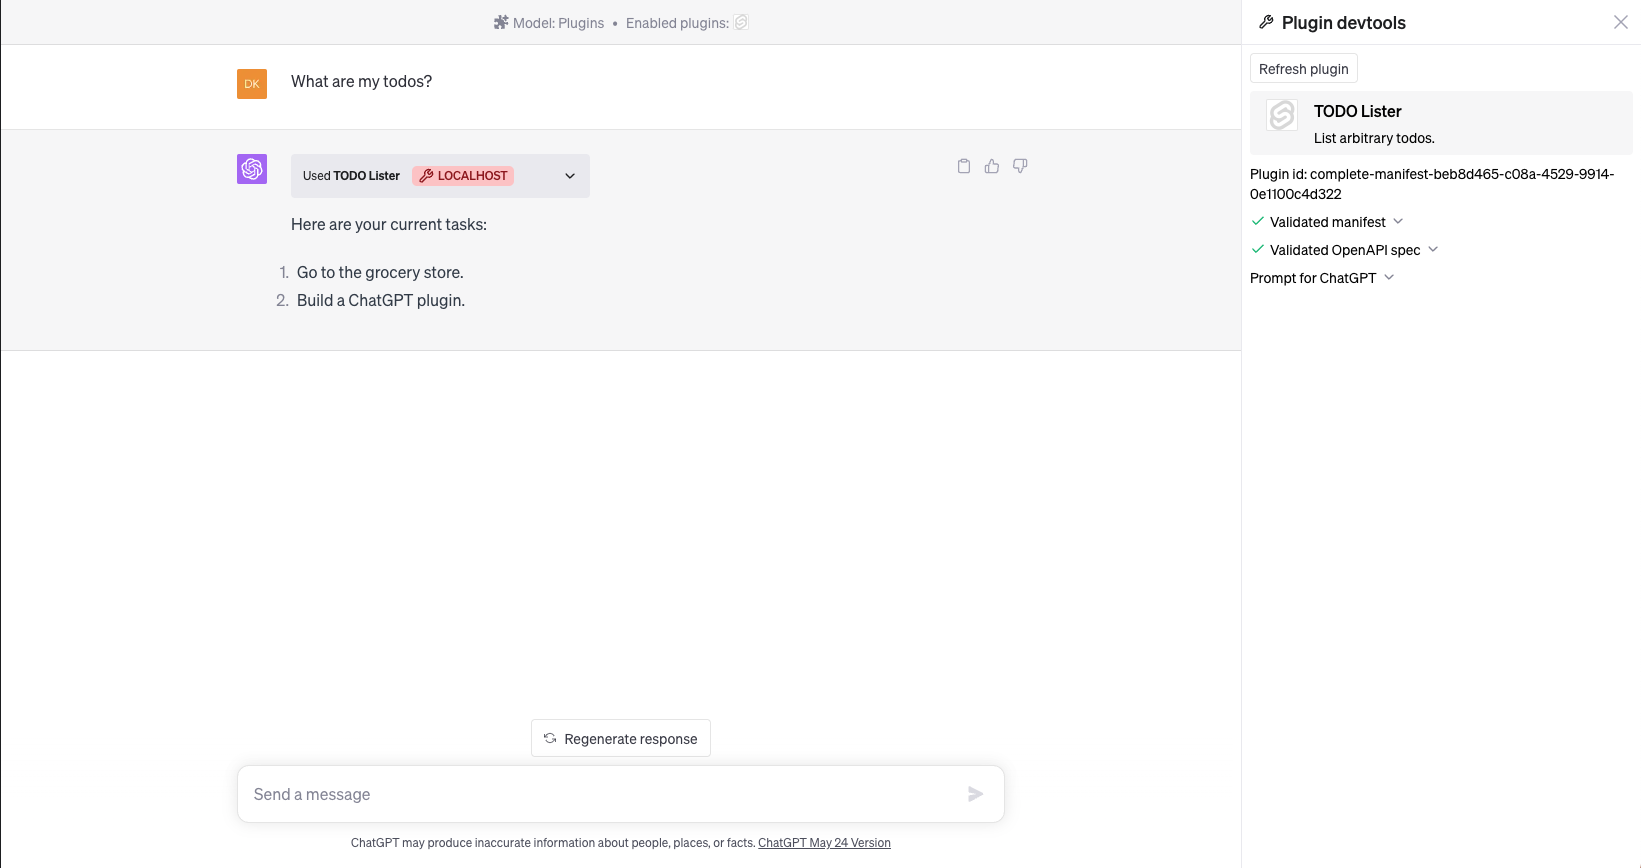 Model: Plugins • Enabled plugins:
DK
What are my todos?
Used TODO Lister LOCALHOST
Here are your current tasks:
1. Go to the grocery store.
2. Build a ChatGPT plugin.
Regenerate response
Send a message
ChatGPT may produce inaccurate information about people, places, or facts. ChatGPT May 24 Version
Plugin devtools
Refresh plugin
TODO Lister
List arbitrary todos.
Plugin id: complete-manifest-beb8d465-c08a-4529-9914-
0e1100c4d322
Validated manifest
Validated OpenAPI spec
Prompt for ChatGPT